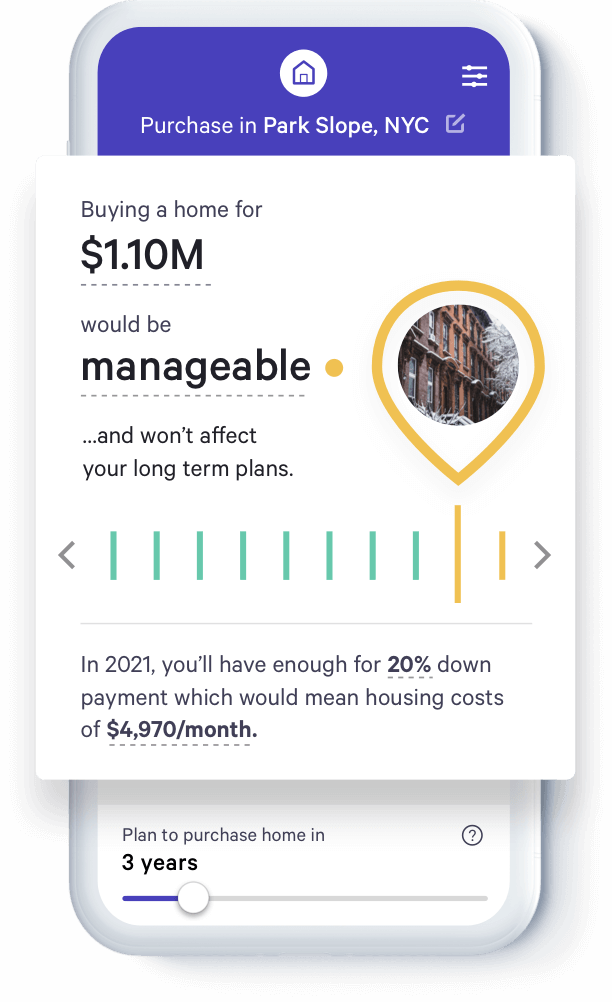 Purchase in Park Slope, NYC
Buying a home for
$1.10M
would be
manageable
...and won’t affect
your long term plans.
In 2021, you’ll have enough for 20% down
payment which would mean housing costs
of $4,970/month.
Plan to purchase home in
?
3 years